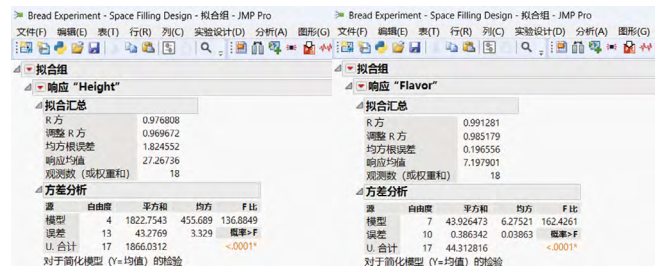 Bread Experiment - Space Filling Design - 拟合组 - JMP Pro
文件(F) 编辑(E) 表(T) 行(R) 列(C) 实验设计(D) 分析(A) 图形(G)
拟合组
响应 “Height”
拟合汇总
R 方 0.976808
调整 R 方 0.969672
均方根误差 1.824552
响应均值 27.26736
观测数（或权重和） 18
方差分析
源 自由度 平方和 均方 F 比
模型 4 1822.7543 455.689 136.8849
误差 13 43.2769 3.329 概率>F
U. 合计 17 1866.0312 <.0001*
对于简化模型（Y=均值）的检验
Bread Experiment - Space Filling Design - 拟合组 - JMP Pro
文件(F) 编辑(E) 表(T) 行(R) 列(C) 实验设计(D) 分析(A) 图形(G)
拟合组
响应 “Flavor”
拟合汇总
R 方 0.991281
调整 R 方 0.985179
均方根误差 0.196556
响应均值 7.197901
观测数（或权重和） 18
方差分析
源 自由度 平方和 均方 F 比
模型 7 43.926473 6.27521 162.4261
误差 10 0.386342 0.03863 概率>F
U. 合计 17 44.312816 <.0001*
对于简化模型（Y=均值）的检验